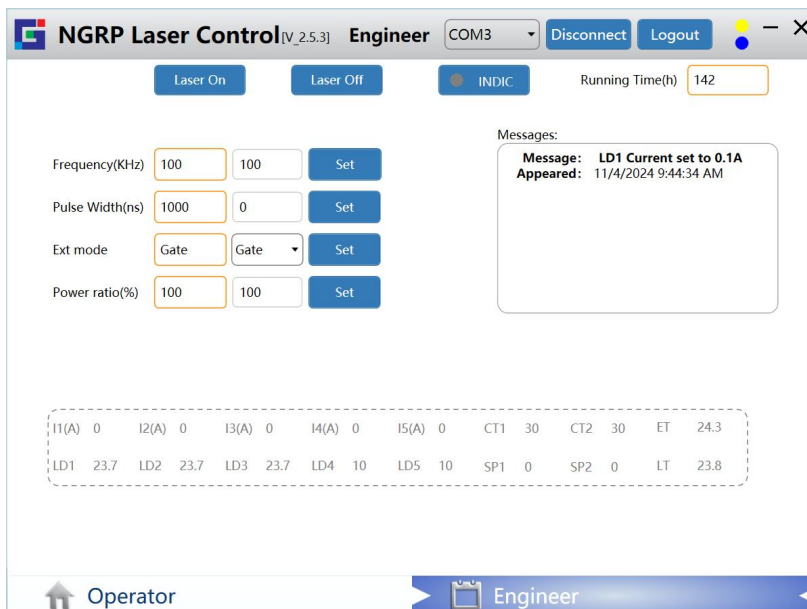 NGRP Laser Control[V_2.5.3] Engineer COM3 Disconnect Logout
Laser On Laser Off INDIC Running Time(h) 142
Messages:
Message: LD1 Current set to 0.1A
Appeared: 11/4/2024 9:44:34 AM
Frequency(KHz) 100 100 Set
Pulse Width(ns) 1000 0 Set
Ext mode Gate Gate Set
Power ratio(%) 100 100 Set
I1(A) 0 I2(A) 0 I3(A) 0 I4(A) 0 I5(A) 0 CT1 30 CT2 30 ET 24.3
LD1 23.7 LD2 23.7 LD3 23.7 LD4 10 LD5 10 SP1 0 SP2 0 LT 23.8
Operator Engineer